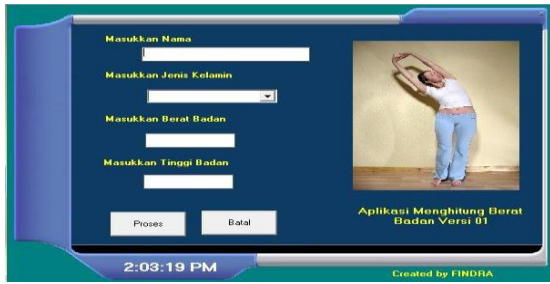 Masukkan Nama
Masukkan Jenis Kelamin
Masukkan Berat Badan
Masukkan Tinggi Badan
Proses
Batal
Aplikasi Menghitung Berat
Badan Versi 01
2:03:19 PM
Created by FINDRA